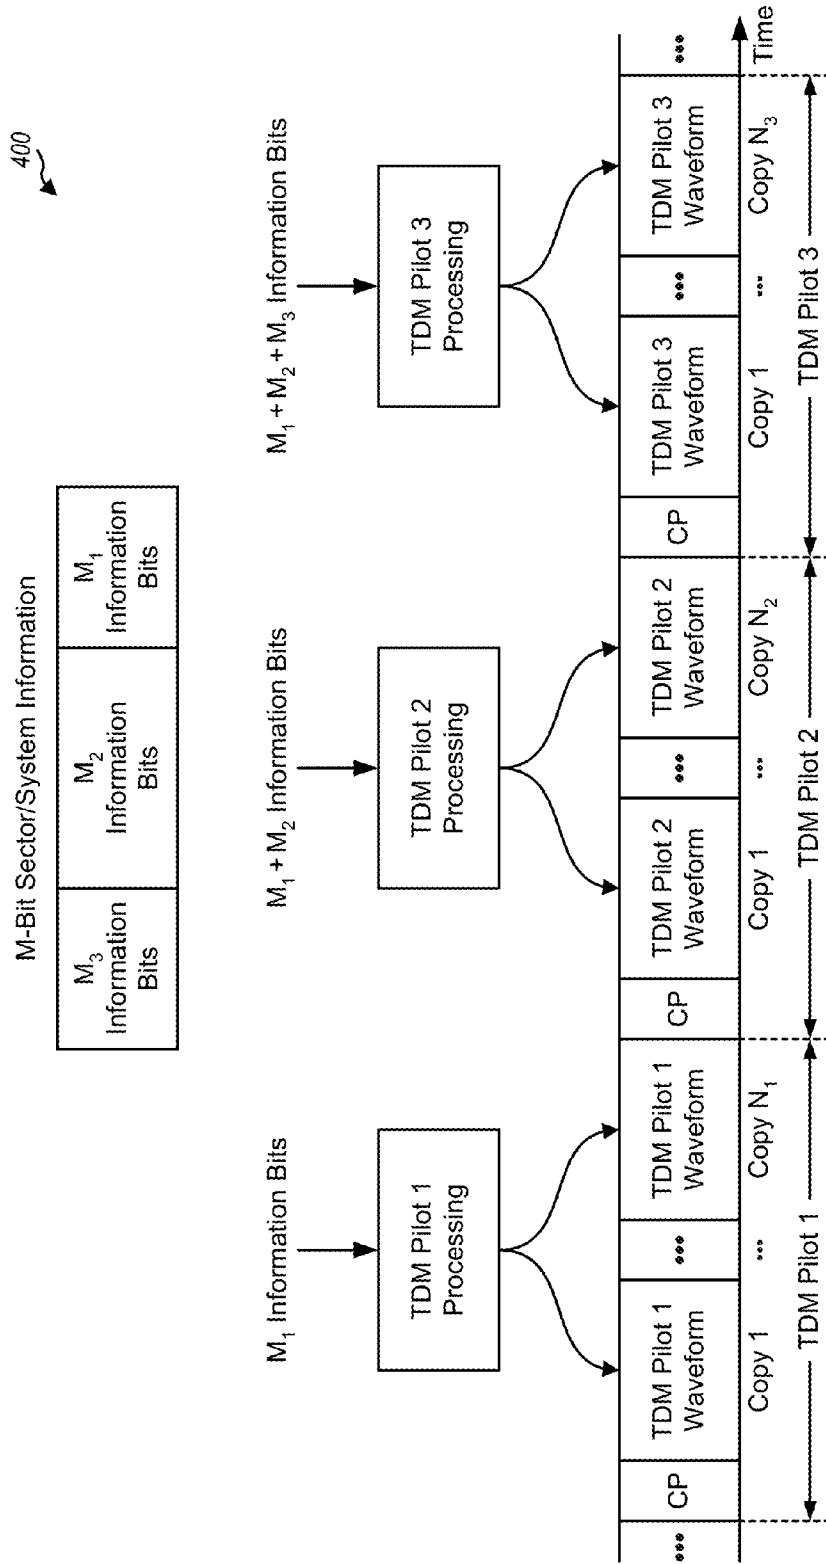 400
M-Bit Sector/System Information
M3 Information Bits
M2 Information Bits
M1 Information Bits
M1 Information Bits
M1 + M2 Information Bits
M1 + M2 + M3 Information Bits
TDM Pilot 1 Processing
TDM Pilot 2 Processing
TDM Pilot 3 Processing
•••
CP
TDM Pilot 1 Waveform
•••
TDM Pilot 1 Waveform
CP
TDM Pilot 2 Waveform
•••
TDM Pilot 2 Waveform
CP
TDM Pilot 3 Waveform
•••
TDM Pilot 3 Waveform
•••
Copy 1
...
Copy N1
Copy 1
...
Copy N2
Copy 1
...
Copy N3
Time
TDM Pilot 1
TDM Pilot 2
TDM Pilot 3